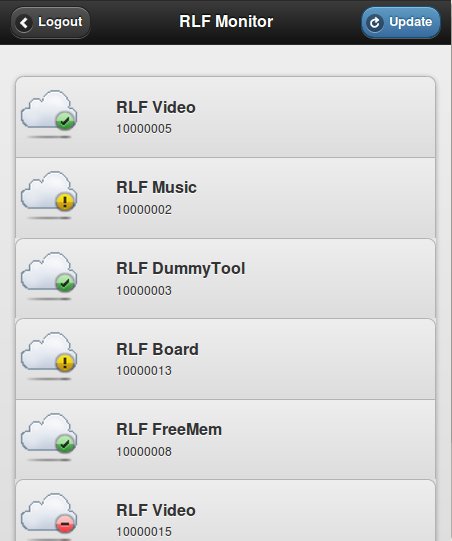 Logout
RLF Monitor
Update
RLF Video
10000005
RLF Music
10000002
RLF DummyTool
10000003
RLF Board
10000013
RLF FreeMem
10000008
RLF Video
10000015